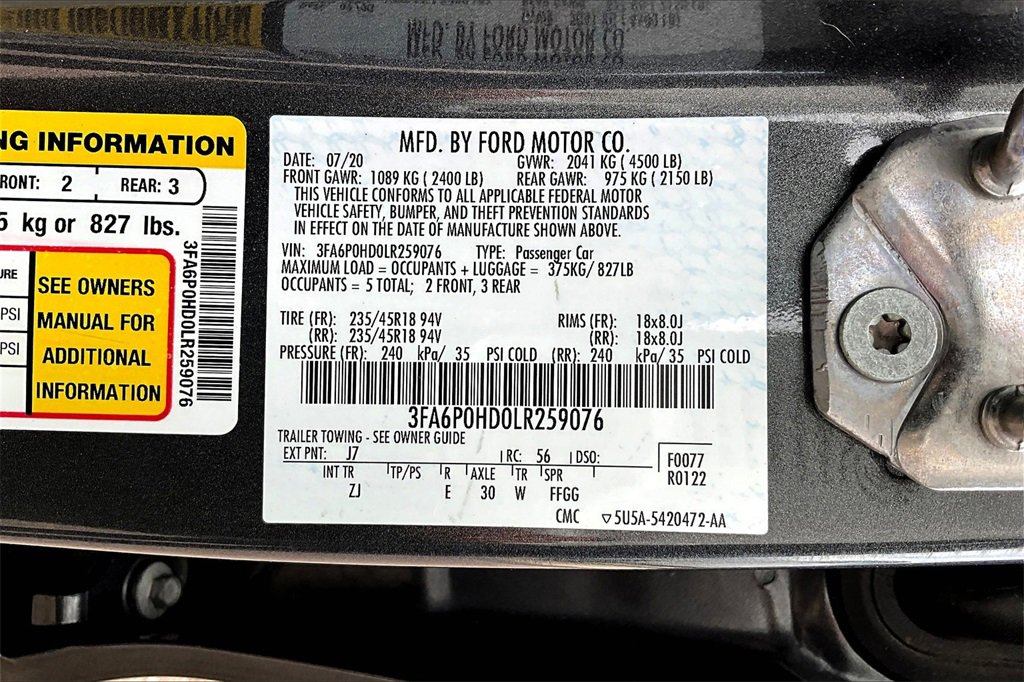 MFD. BY FORD MOTOR CO.
NG INFORMATION
FRONT: 2 REAR: 3
5 kg or 827 lbs.
PSI
PSI
SEE OWNERS
MANUAL FOR
ADDITIONAL
INFORMATION
3FA6P0HD0LR259076
MFD. BY FORD MOTOR CO.
DATE: 07/20 GVWR: 2041 KG ( 4500 LB)
FRONT GAWR: 1089 KG ( 2400 LB) REAR GAWR: 975 KG ( 2150 LB)
THIS VEHICLE CONFORMS TO ALL APPLICABLE FEDERAL MOTOR
VEHICLE SAFETY, BUMPER, AND THEFT PREVENTION STANDARDS
IN EFFECT ON THE DATE OF MANUFACTURE SHOWN ABOVE.
VIN: 3FA6P0HD0LR259076 TYPE: Passenger Car
MAXIMUM LOAD = OCCUPANTS + LUGGAGE = 375KG/ 827LB
OCCUPANTS = 5 TOTAL; 2 FRONT, 3 REAR
TIRE (FR): 235/45R18 94V RIMS (FR): 18x8.0J
(RR): 235/45R18 94V (RR): 18x8.0J
PRESSURE (FR): 240 kPa/ 35 PSI COLD (RR): 240 kPa/ 35 PSI COLD
3FA6P0HD0LR259076
TRAILER TOWING - SEE OWNER GUIDE
EXT PNT: J7 RC: 56 DSO: F0077
R0122
INT TR TP/PS R AXLE TR SPR
ZJ E 30 W FFGG
CMC ▽5U5A-5420472-AA